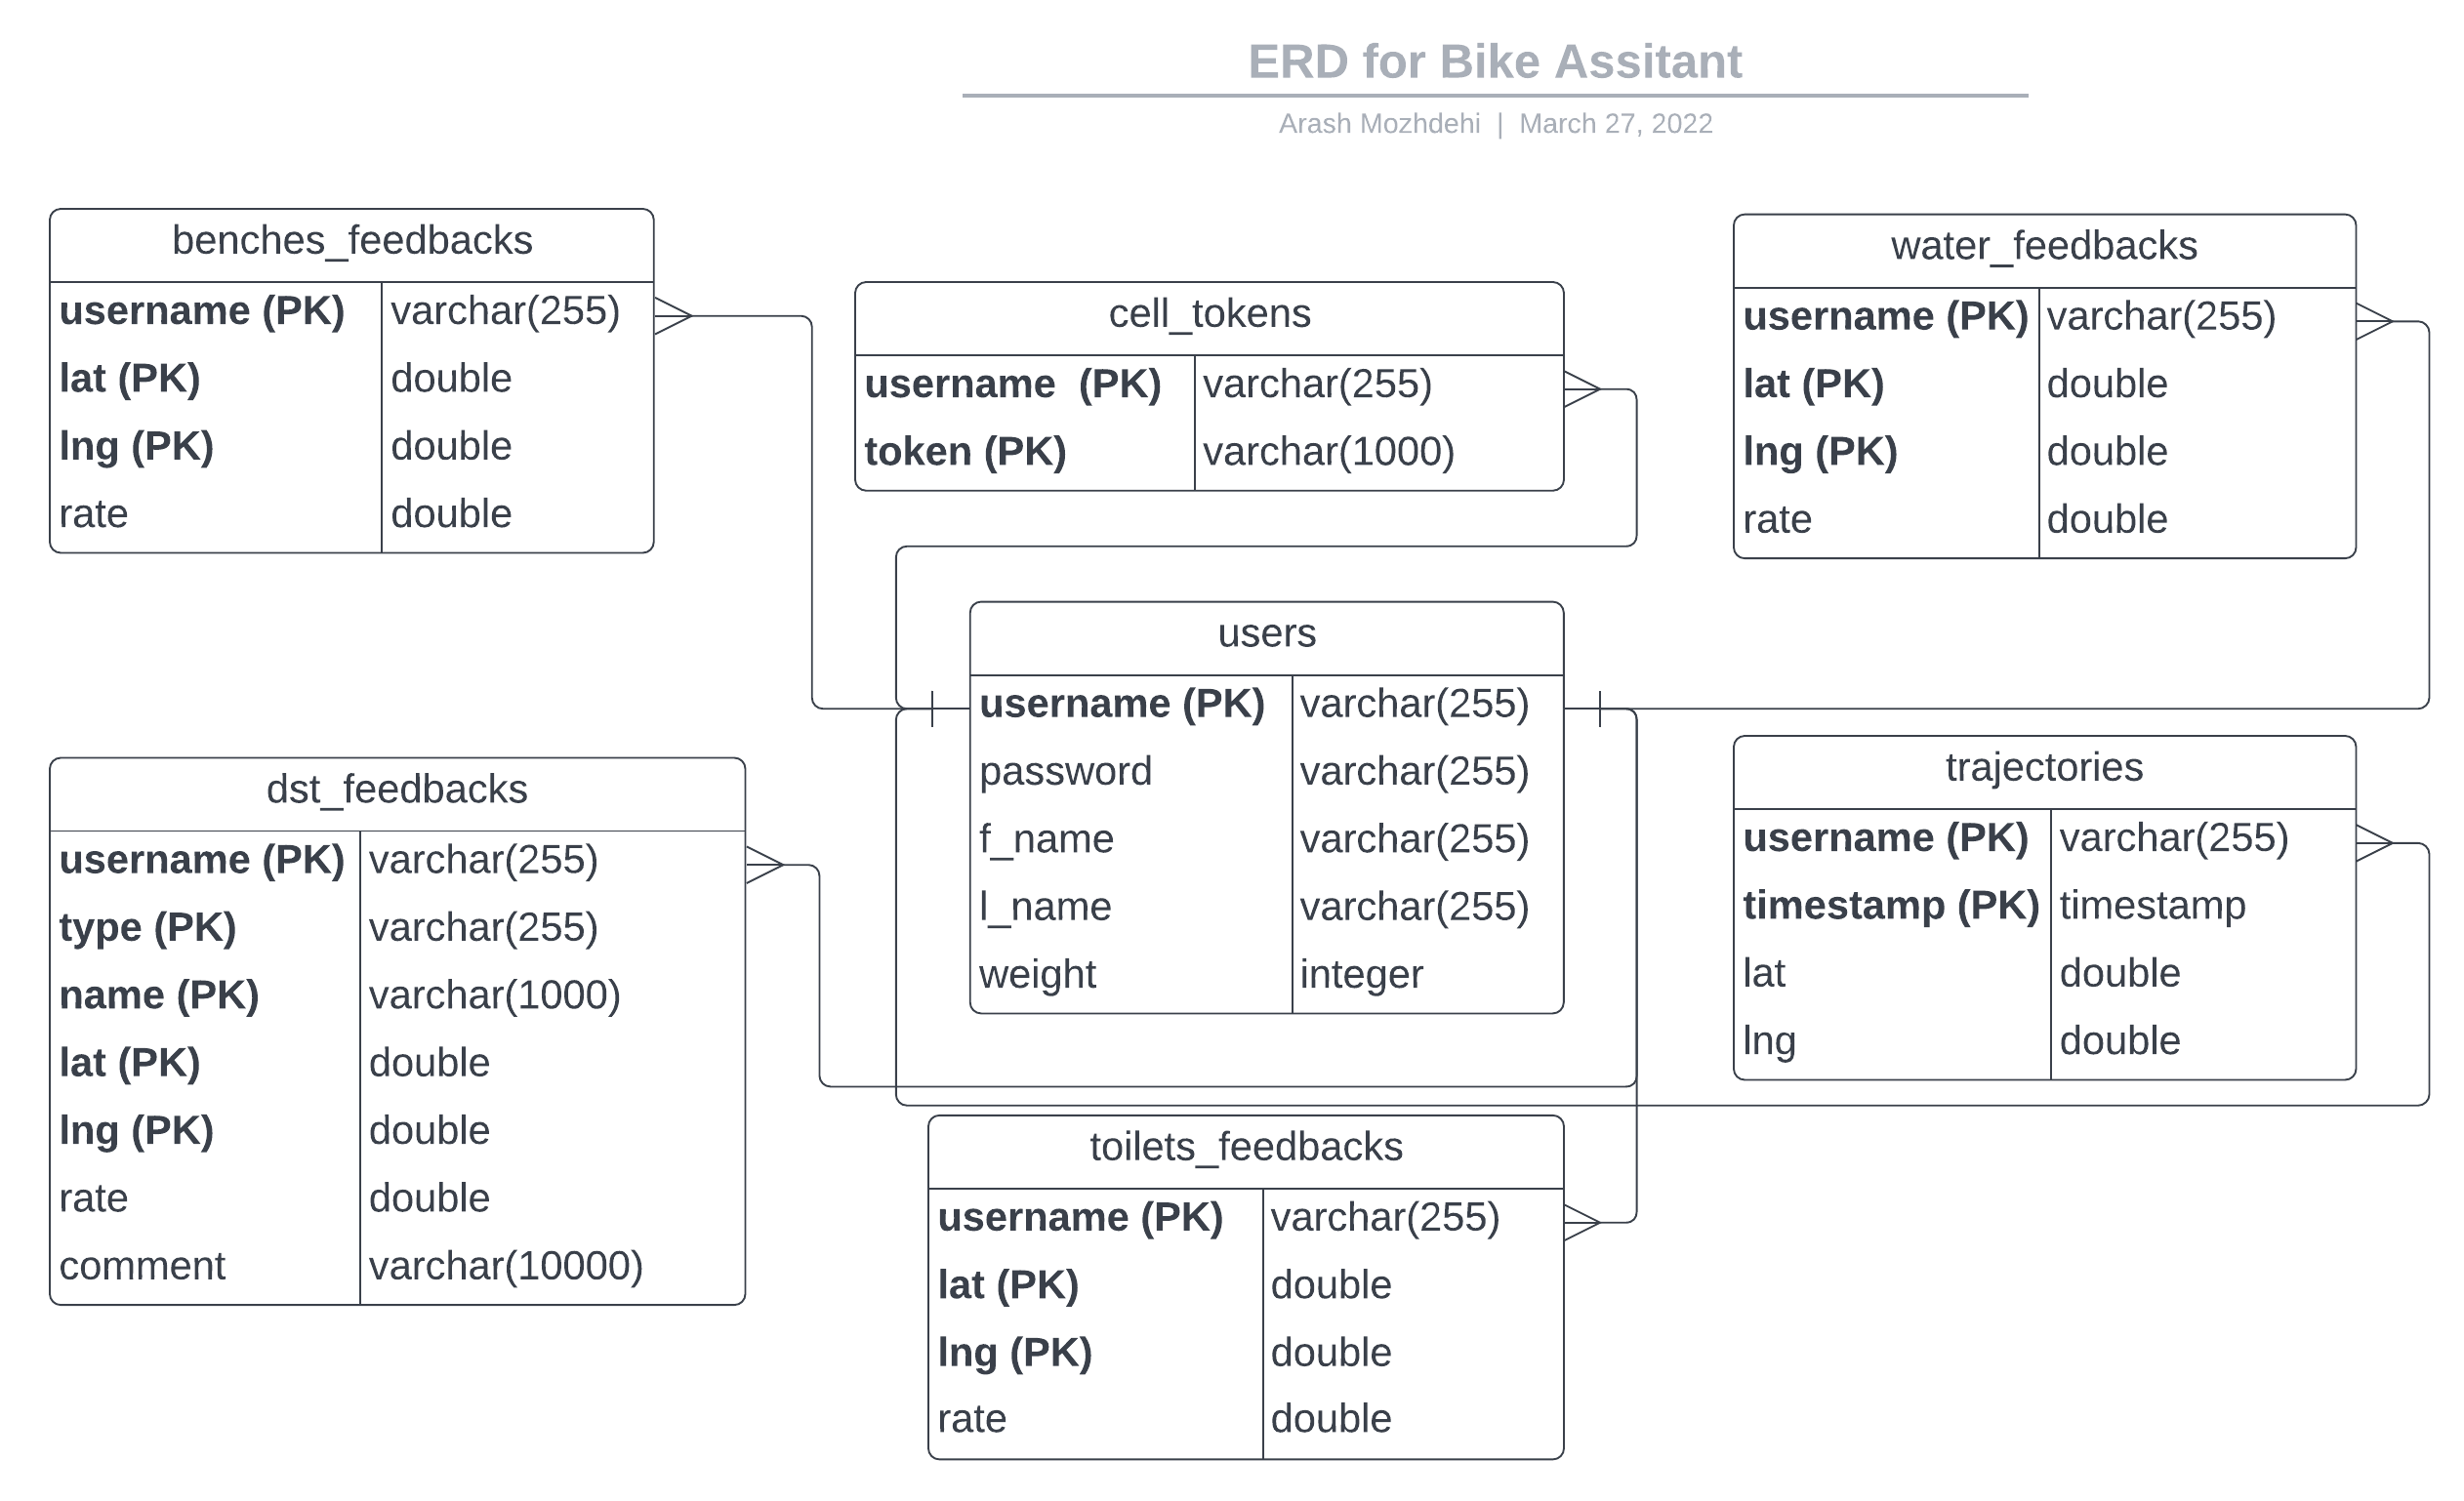 ERD for Bike Assitant
Arash Mozhdehi | March 27, 2022
benches_feedbacks
username (PK) varchar(255)
lat (PK) double
lng (PK) double
rate double
cell_tokens
username (PK) varchar(255)
token (PK) varchar(1000)
water_feedbacks
username (PK) varchar(255)
lat (PK) double
lng (PK) double
rate double
users
username (PK) varchar(255)
password varchar(255)
f_name varchar(255)
l_name varchar(255)
weight integer
dst_feedbacks
username (PK) varchar(255)
type (PK) varchar(255)
name (PK) varchar(1000)
lat (PK) double
lng (PK) double
rate double
comment varchar(10000)
trajectories
username (PK) varchar(255)
timestamp (PK) timestamp
lat double
lng double
toilets_feedbacks
username (PK) varchar(255)
lat (PK) double
lng (PK) double
rate double